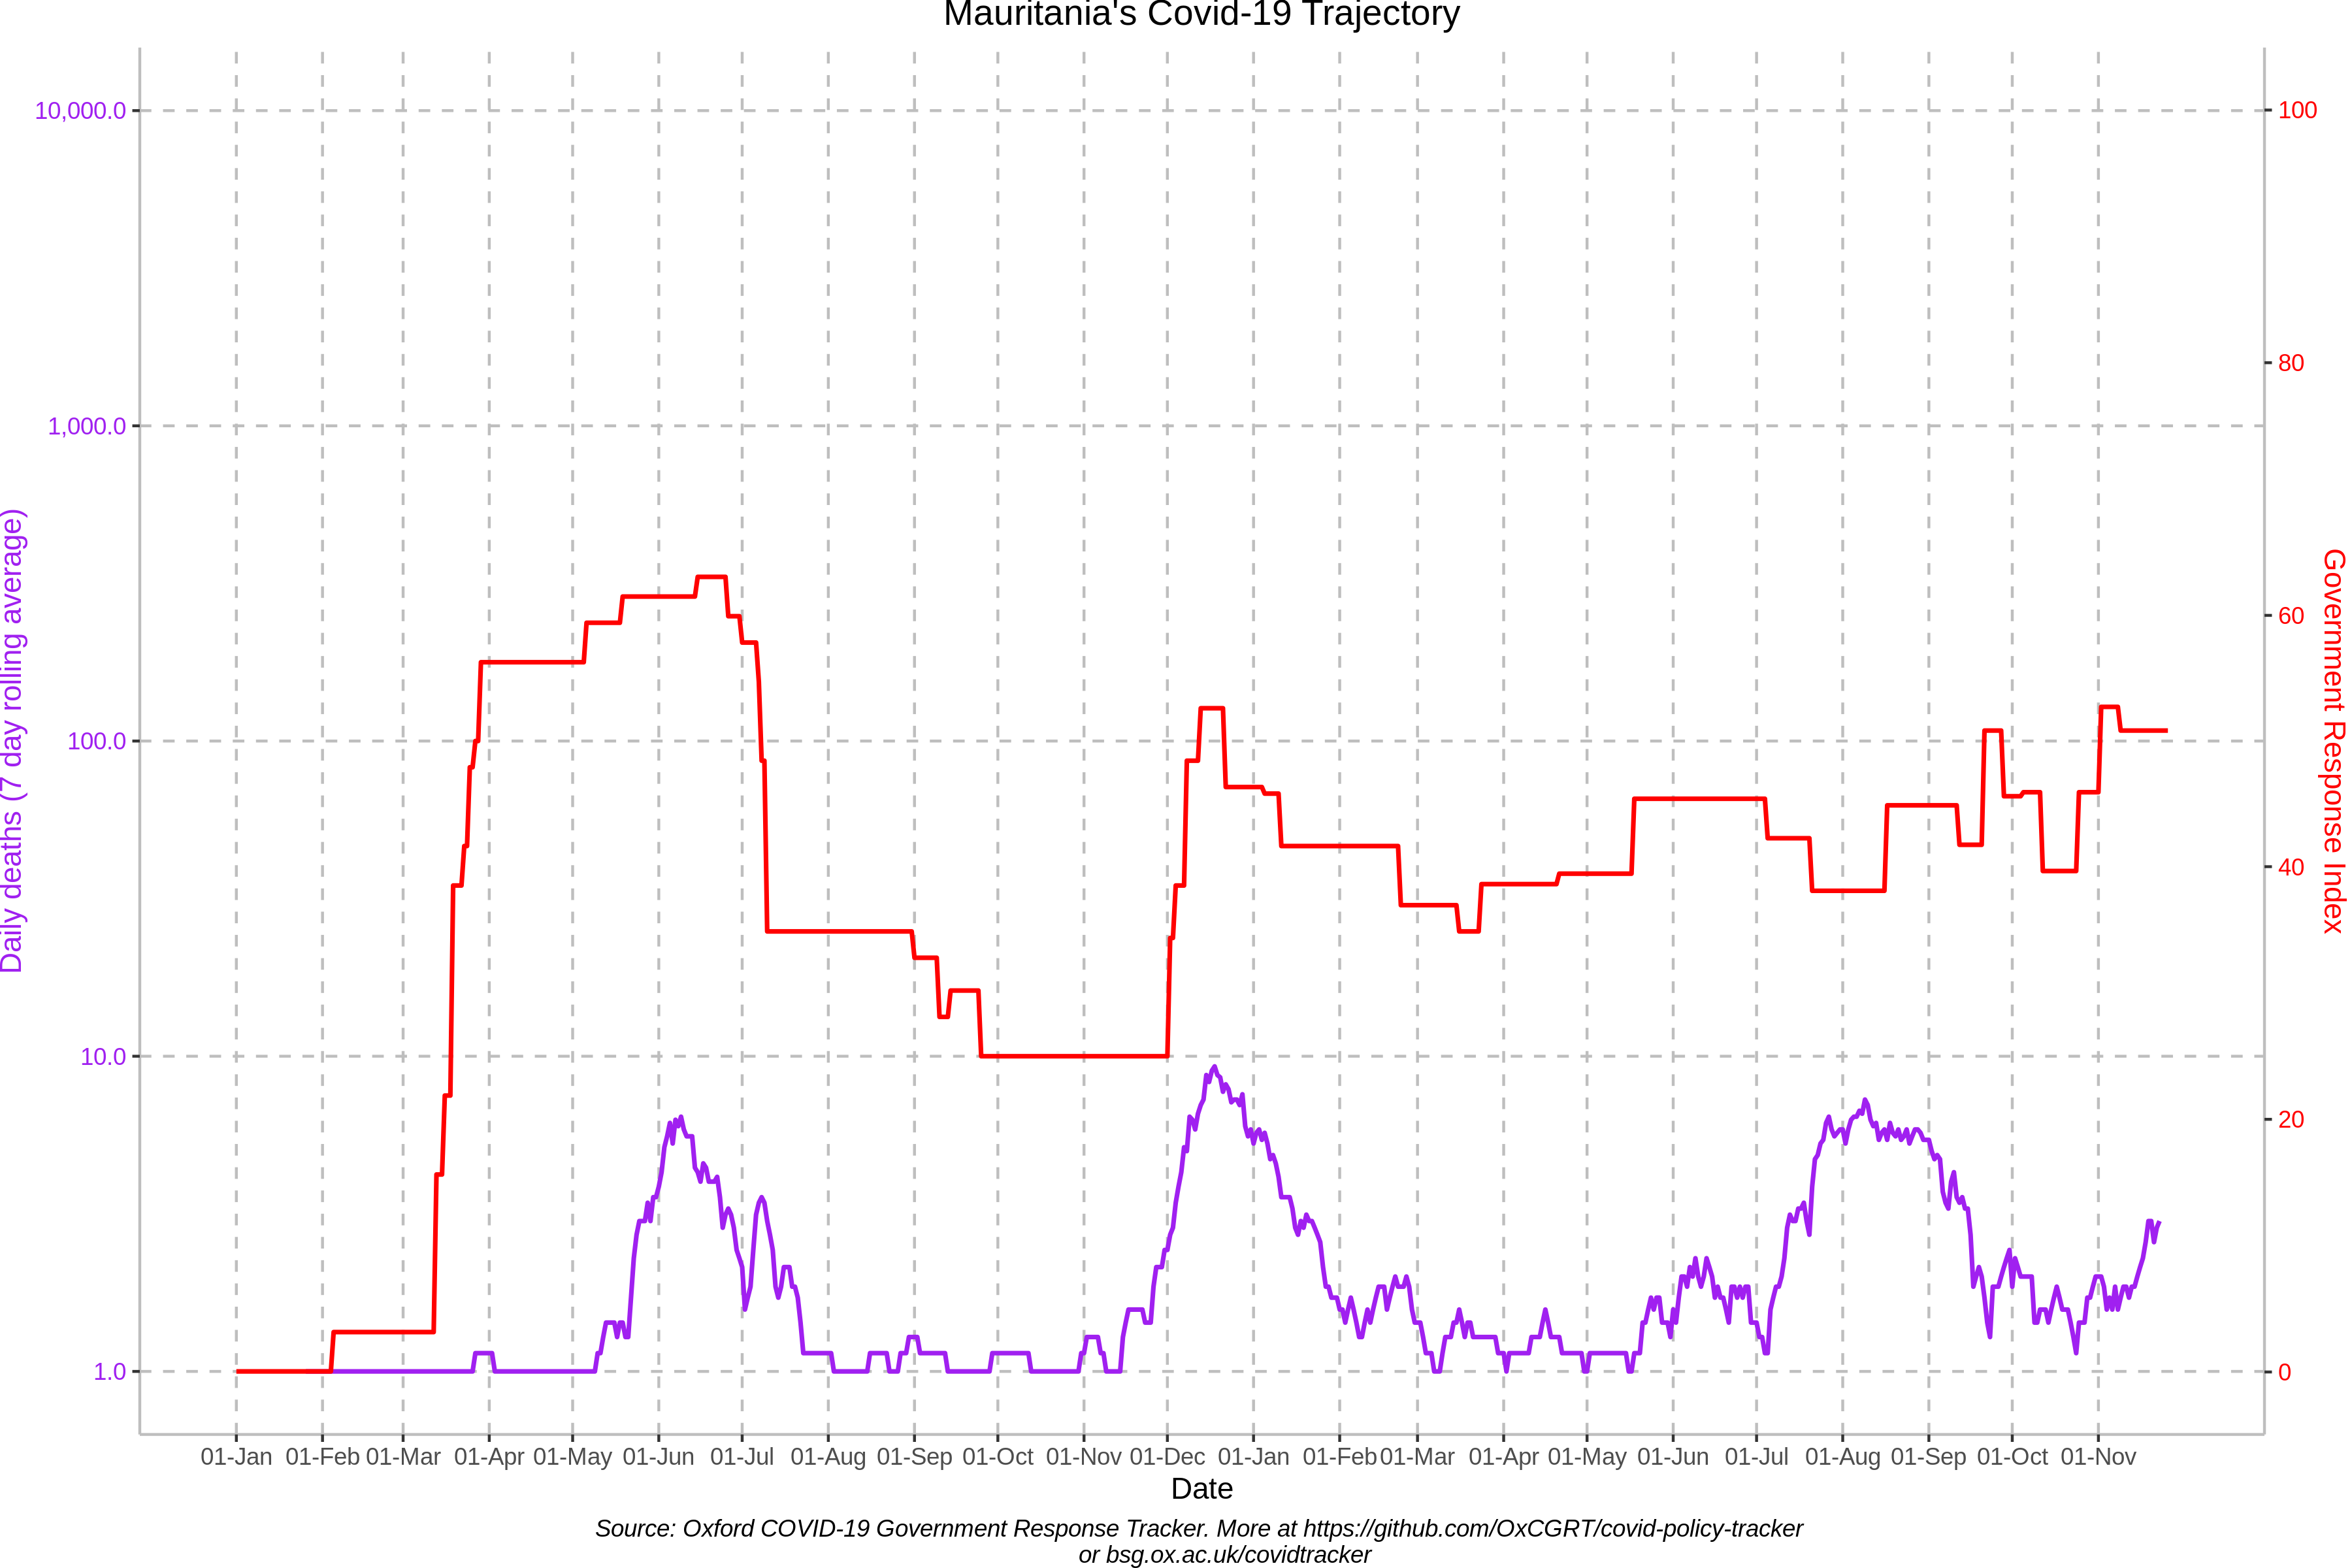 Mauritania's Covid-19 Trajectory
10,000.0
1,000.0
100.0
10.0
1.0
Daily deaths (7 day rolling average)
100
80
60
40
20
0
Government Response Index
01-Jan 01-Feb 01-Mar 01-Apr 01-May 01-Jun 01-Jul 01-Aug 01-Sep 01-Oct 01-Nov 01-Dec 01-Jan 01-Feb 01-Mar 01-Apr 01-May 01-Jun 01-Jul 01-Aug 01-Sep 01-Oct 01-Nov
Date
Source: Oxford COVID-19 Government Response Tracker. More at https://github.com/OxCGRT/covid-policy-tracker
or bsg.ox.ac.uk/covidtracker